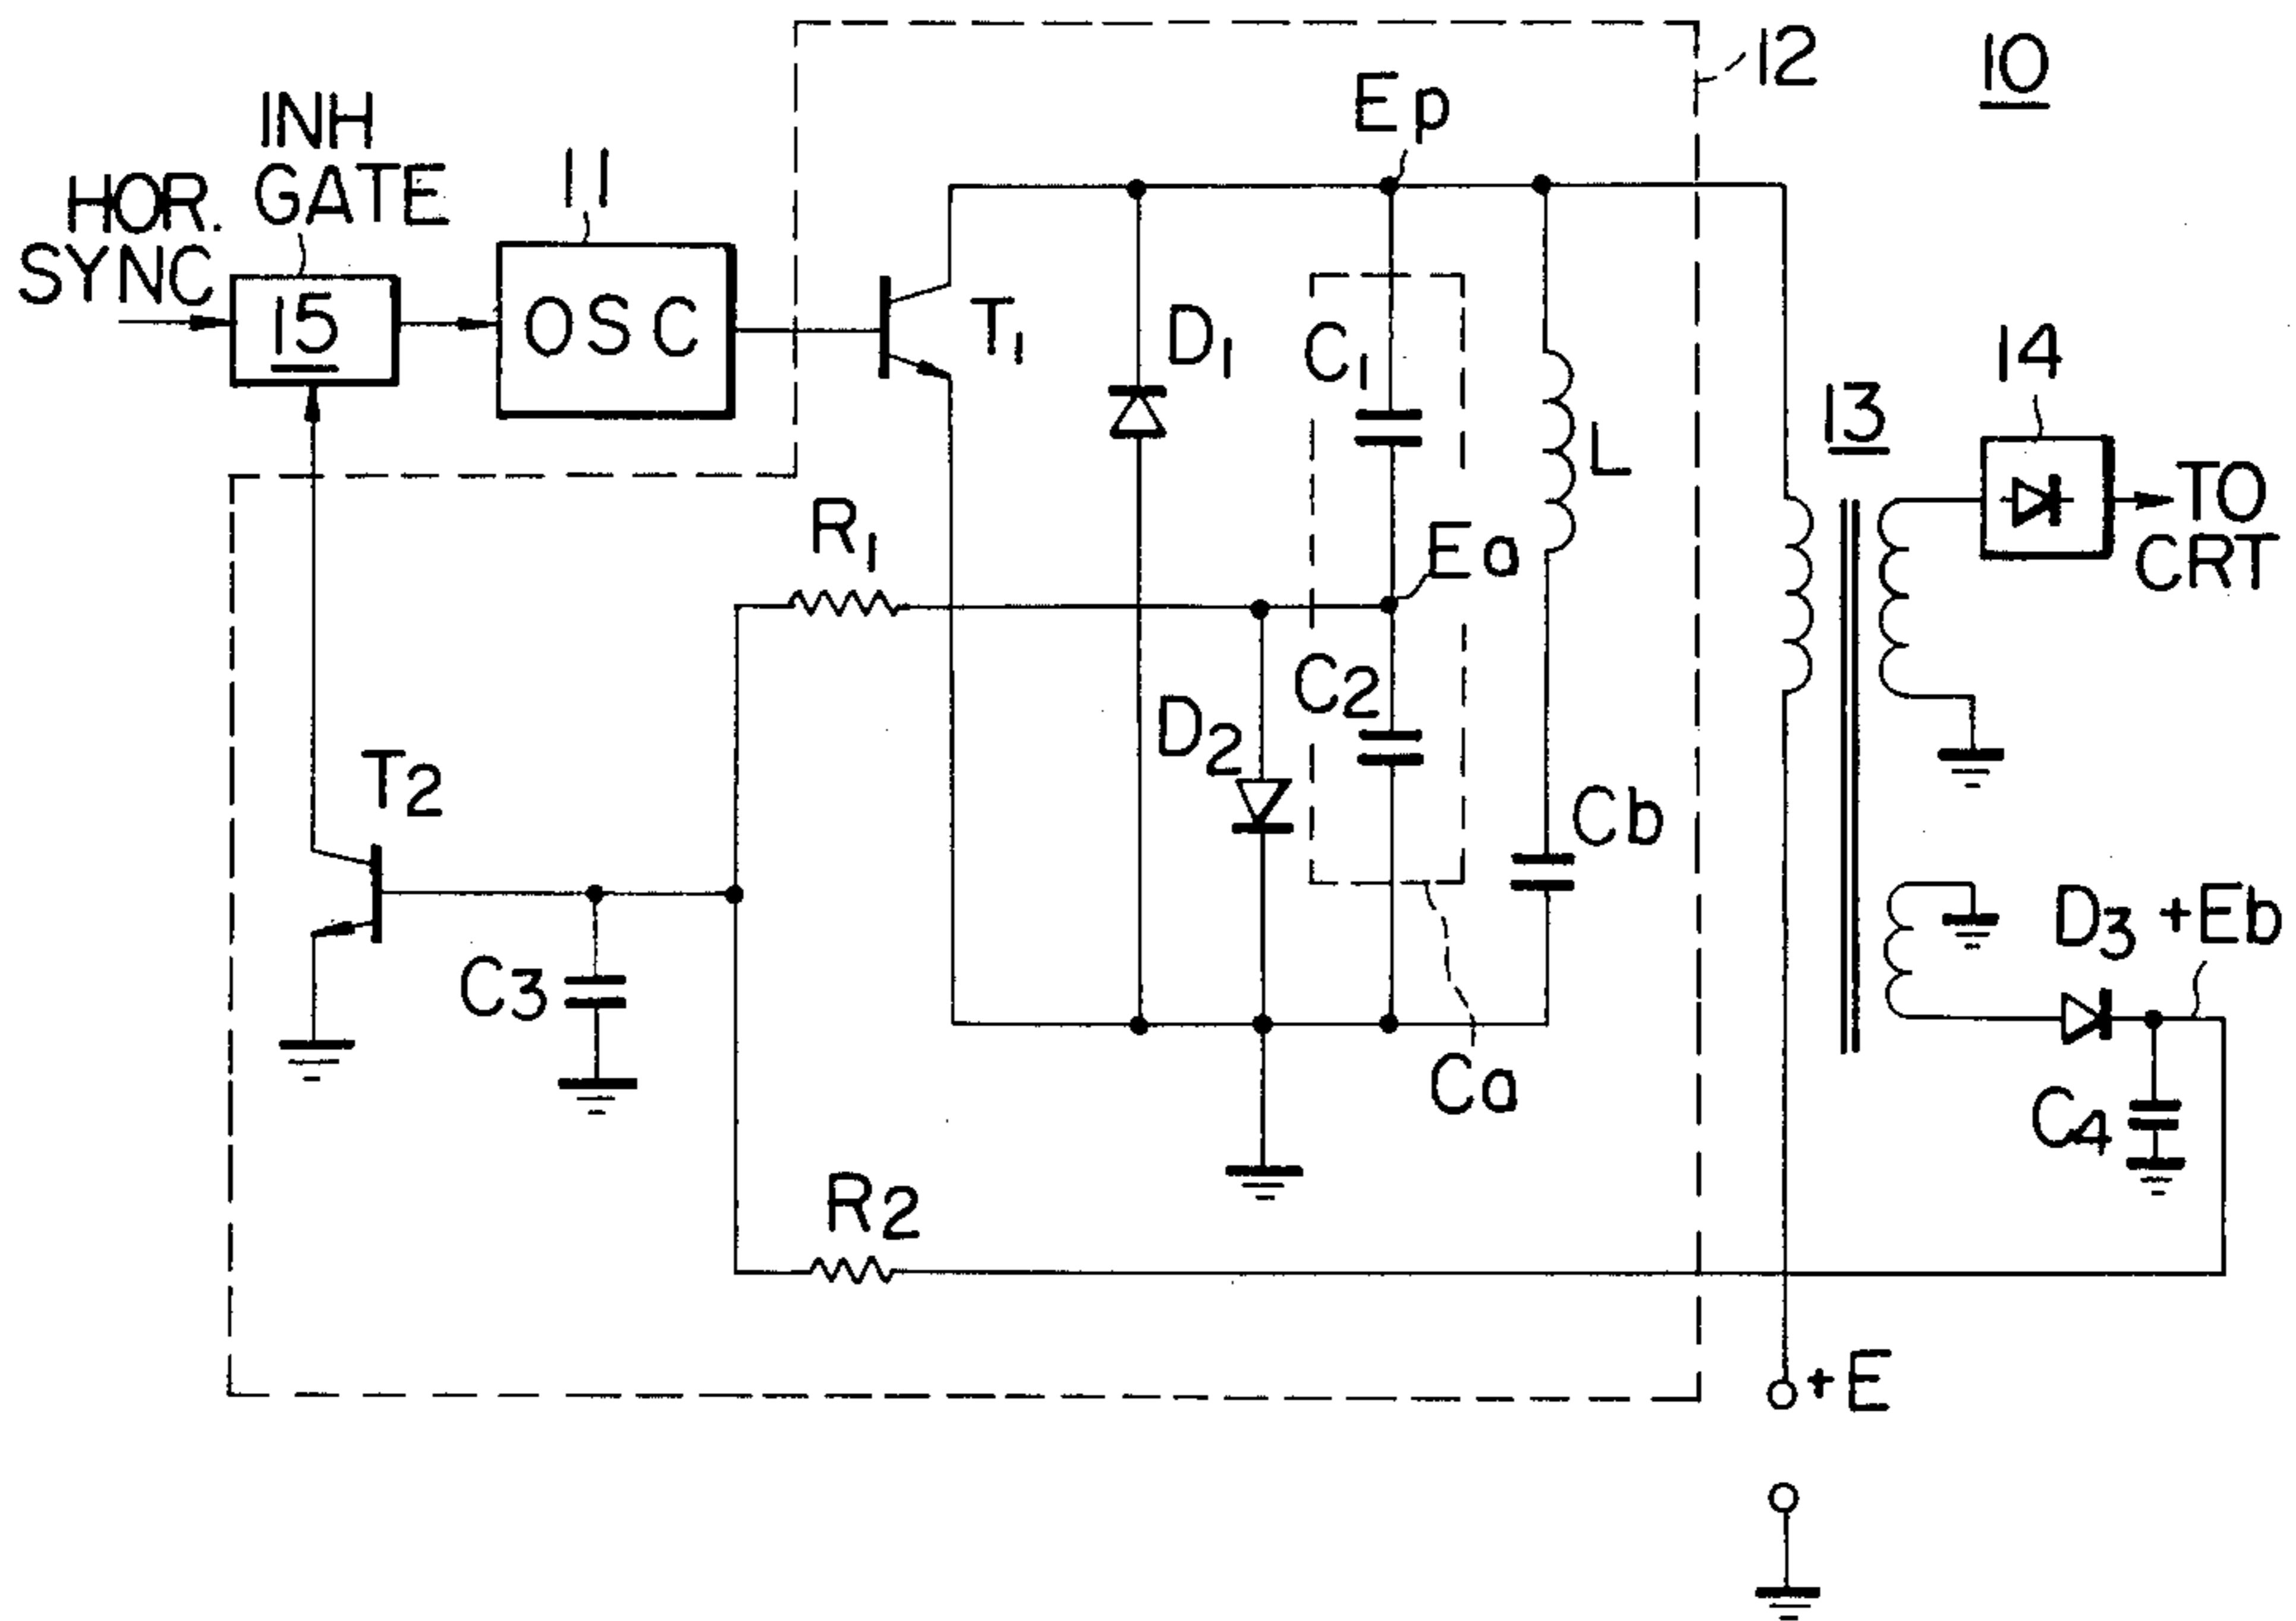 12
10
Ep
INH
GATE
11
HOR.
SYNC
15
OSC
T1
D1
C1
L
13
14
TO
CRT
R1
Ea
C2
D2
T2
Cb
C3
Ca
D3
+Eb
C4
R2
+E